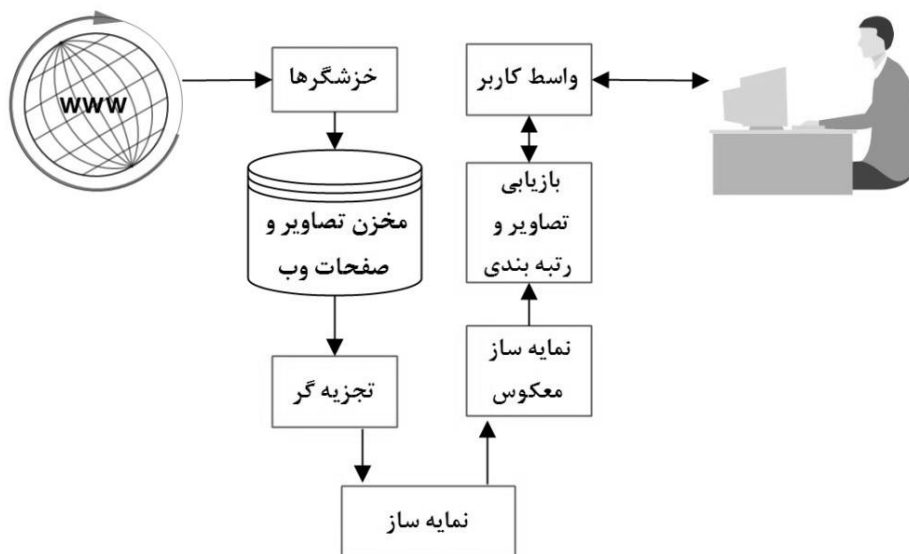 WWW
خزشگرها
مخزن تصاویر و
صفحات وب
تجزیه گر
نمایه ساز
نمایه ساز
معکوس
بازیابی
تصاویر و
رتبه بندی
واسط کاربر